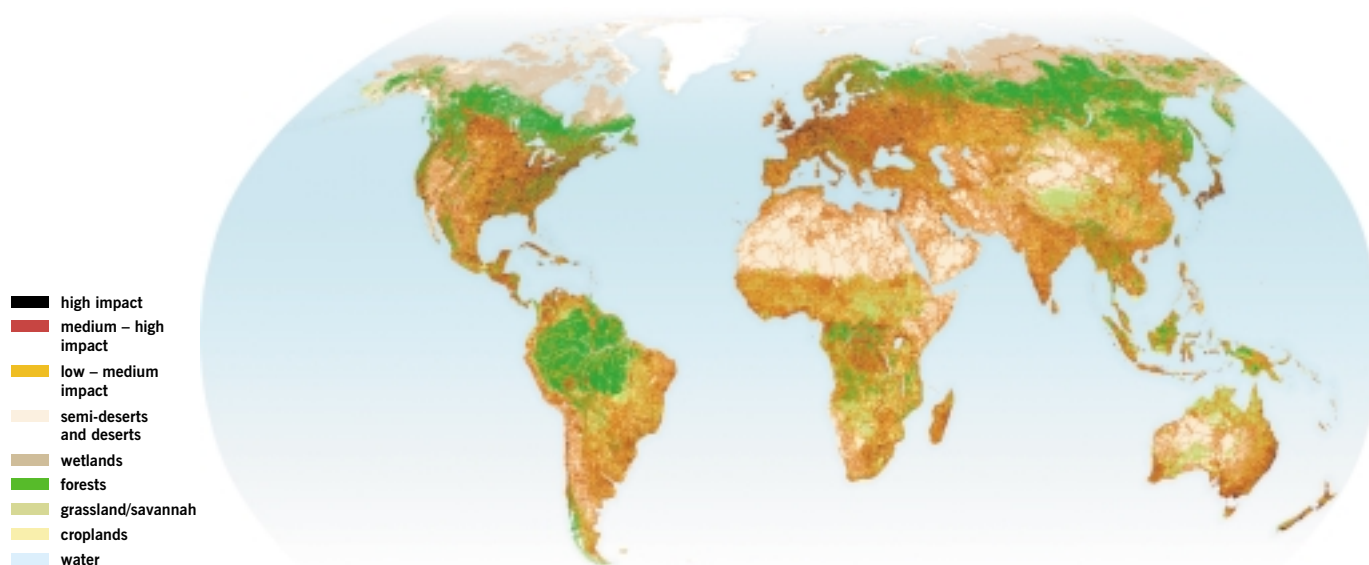 high impact
medium – high
impact
low – medium
impact
semi-deserts
and deserts
wetlands
forests
grassland/savannah
croplands
water